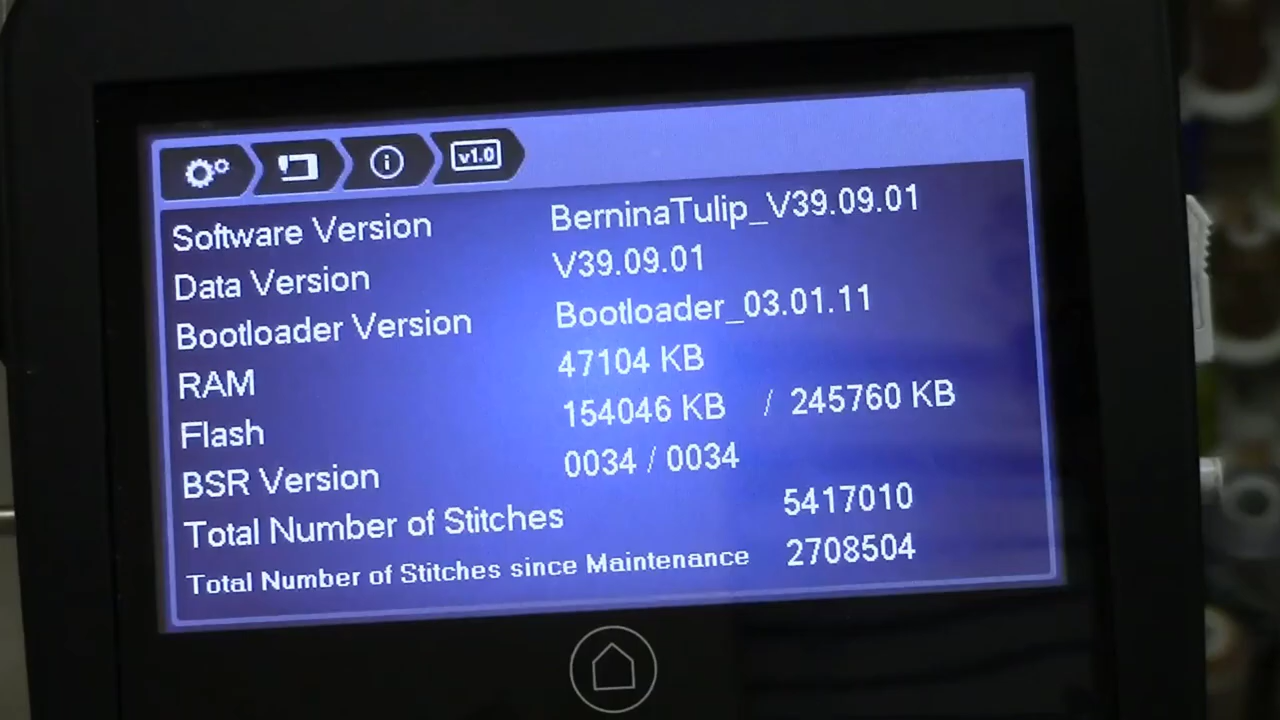 v1.0
Software Version BerninaTulip_V39.09.01
Data Version V39.09.01
Bootloader Version Bootloader_03.01.11
RAM 47104 KB
Flash 154046 KB / 245760 KB
BSR Version 0034 / 0034
Total Number of Stitches 5417010
Total Number of Stitches since Maintenance 2708504